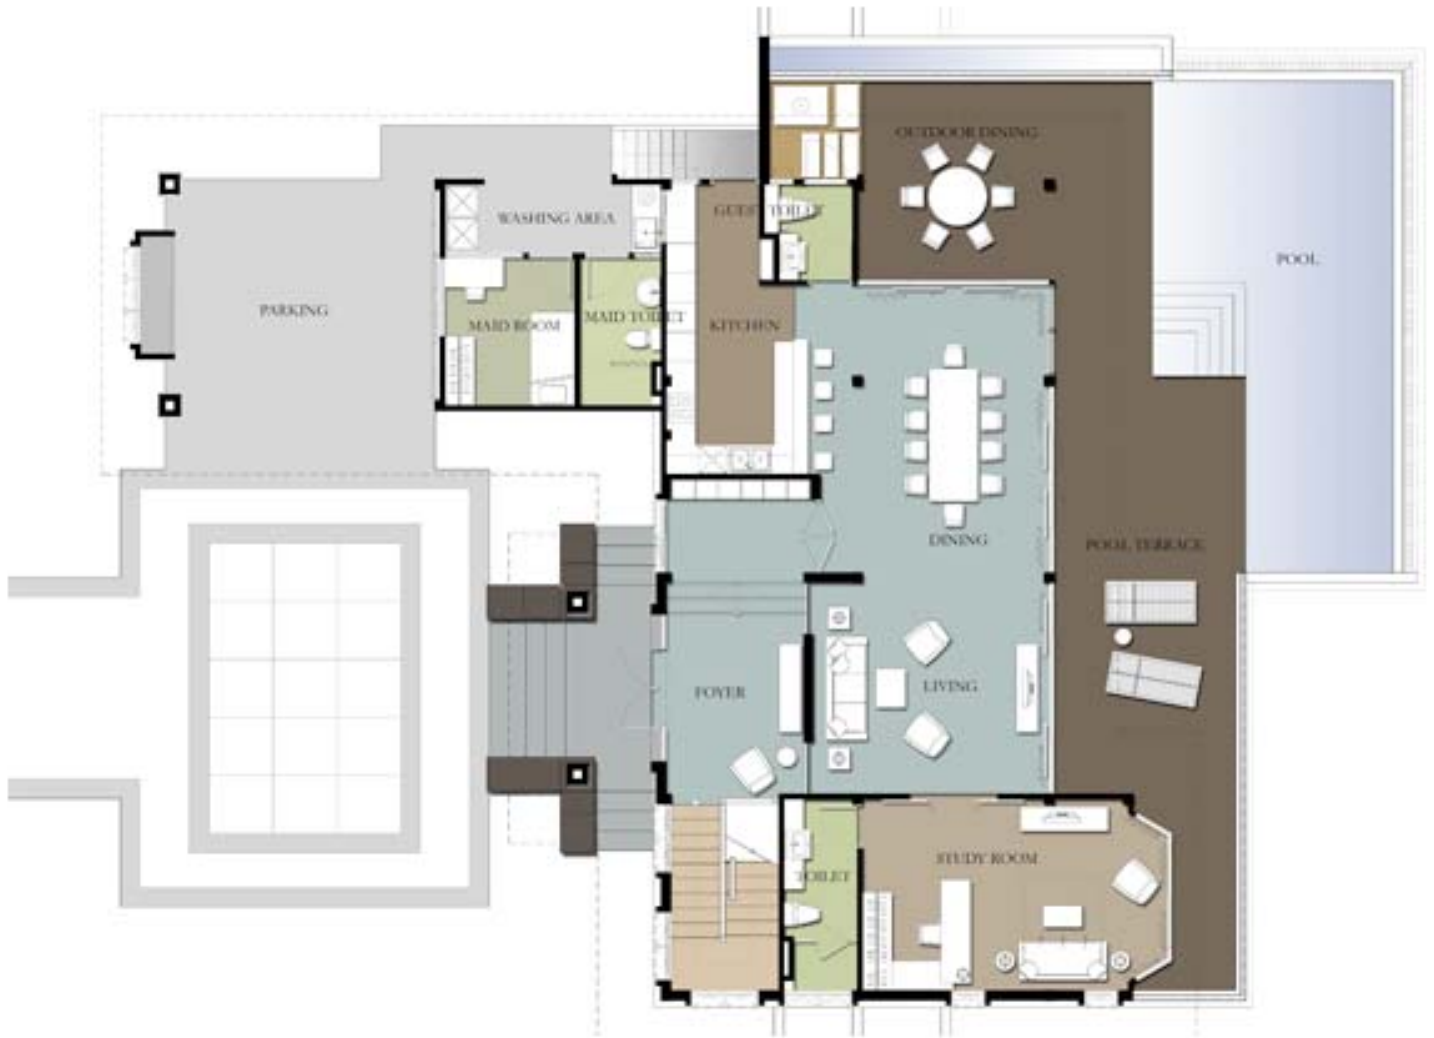 OUTDOOR DINING
GUEST TOILET
WASHING AREA
POOL
PARKING
MAID ROOM
MAID TOILET
KITCHEN
DINING
POOL TERRACE
FOYER
LIVING
STUDY ROOM
TOILET